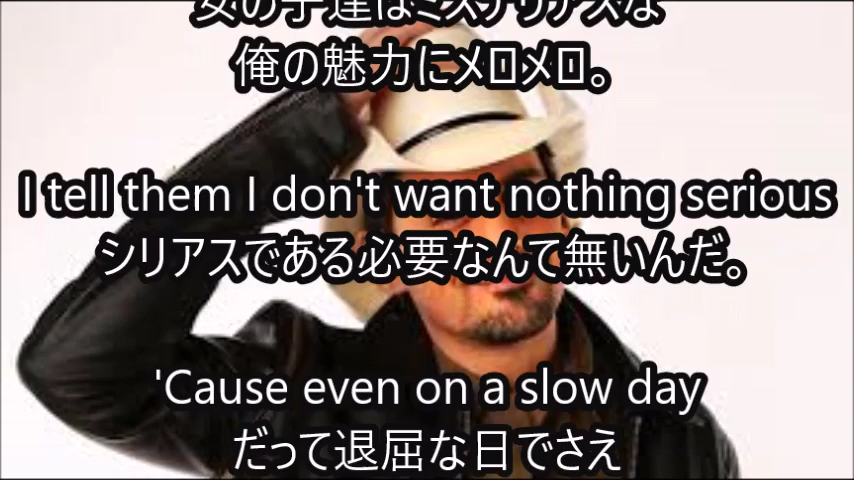 女の子達はミステリアスな
俺の魅力にメロメロ。
I tell them I don't want nothing serious
シリアスである必要なんて無いんだ。
'Cause even on a slow day
だって退屈な日でさえ